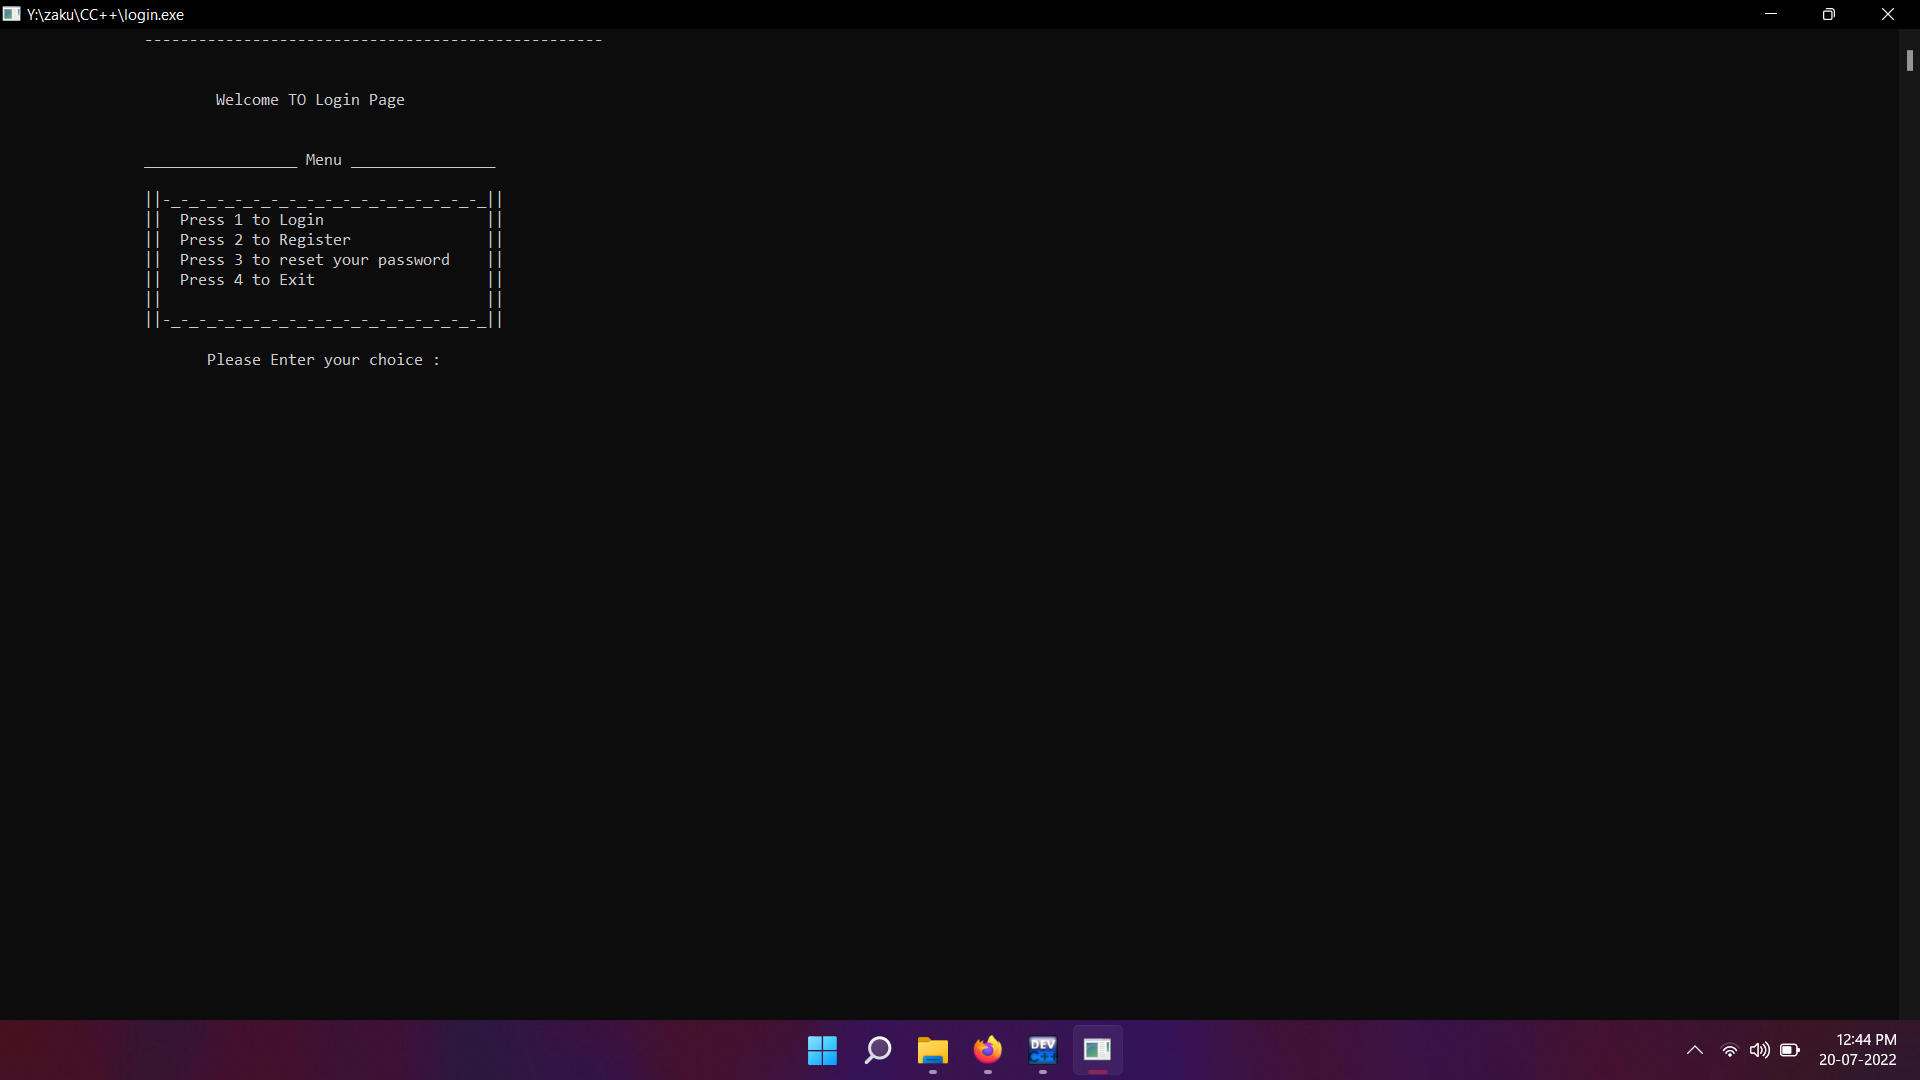 Y:\zaku\CC++\login.exe
---------------------------------------------------
Welcome TO Login Page
_________________ Menu ________________
||-_-_-_-_-_-_-_-_-_-_-_-_-_-_-_-_-_-_||
|| Press 1 to Login ||
|| Press 2 to Register ||
|| Press 3 to reset your password ||
|| Press 4 to Exit ||
|| ||
||-_-_-_-_-_-_-_-_-_-_-_-_-_-_-_-_-_-_||
Please Enter your choice :
DEV
C++
12:44 PM
20-07-2022